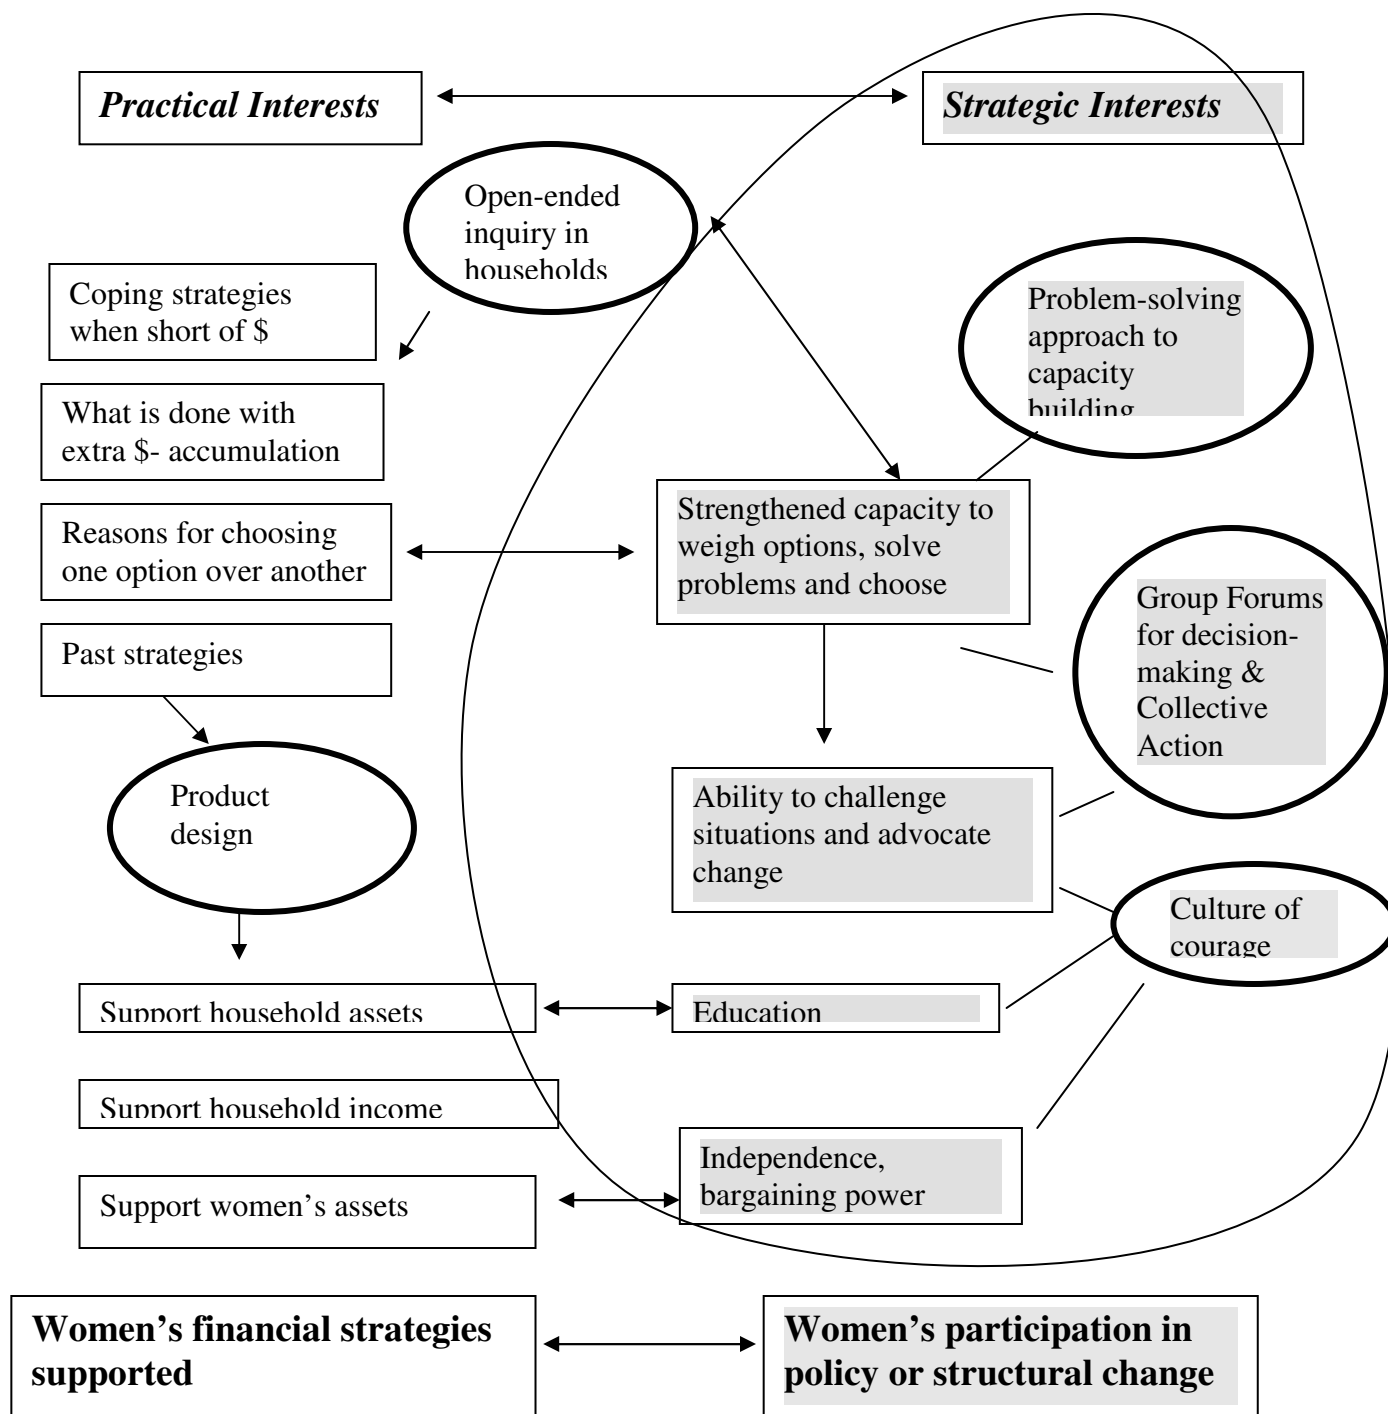 Practical Interests
Strategic Interests
Open-ended
inquiry in
households
Coping strategies
when short of $
What is done with
extra $- accumulation
Reasons for choosing
one option over another
Past strategies
Product
design
Problem-solving
approach to
capacity
building
Strengthened capacity to
weigh options, solve
problems and choose
Group Forums
for decision-
making &
Collective
Action
Ability to challenge
situations and advocate
change
Culture of
courage
Support household assets
Education
Support household income
Independence,
bargaining power
Support women’s assets
Women’s financial strategies
supported
Women’s participation in
policy or structural change